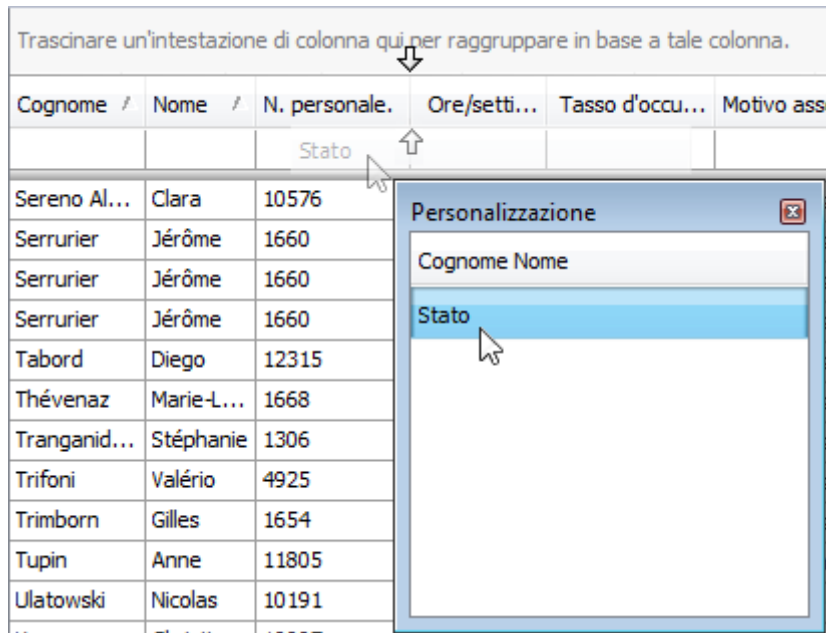 Trascinare un'intestazione di colonna qui per raggruppare in base a tale colonna.
Cognome Nome N. personale. Ore/setti... Tasso d'occu... Motivo ass
Stato
Sereno Al... Clara 10576
Personalizzazione
Serrurier Jérôme 1660
Cognome Nome
Serrurier Jérôme 1660
Serrurier Jérôme 1660
Stato
Tabord Diego 12315
Thévenaz Marie-L... 1668
Tranganid... Stéphanie 1306
Trifoni Valério 4925
Trimborn Gilles 1654
Tupin Anne 11805
Ulatowski Nicolas 10191